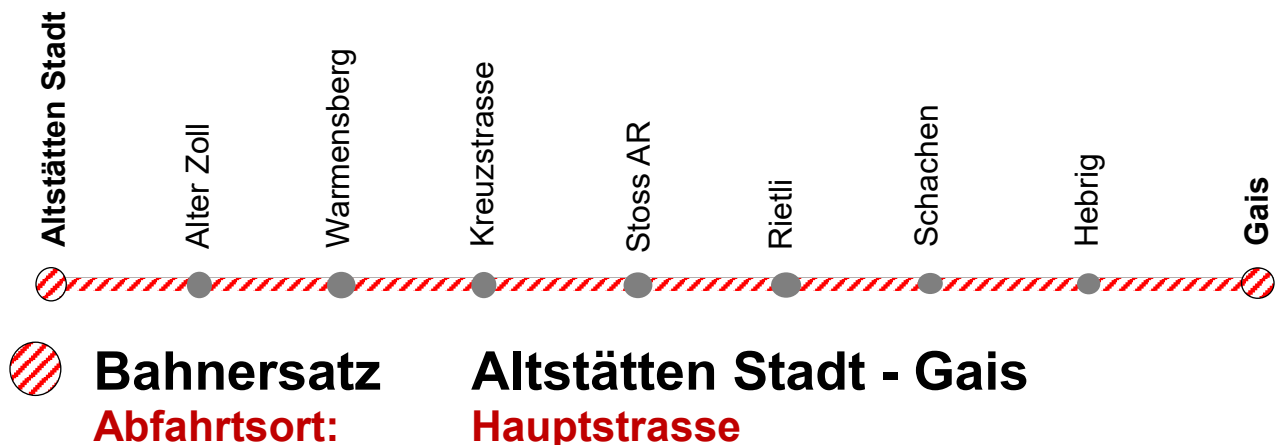 Altstätten Stadt
Alter Zoll
Warmensberg
Kreuzstrasse
Stoss AR
Rietli
Schachen
Hebrig
Gais
Bahnersatz Altstätten Stadt - Gais
Abfahrtsort: Hauptstrasse